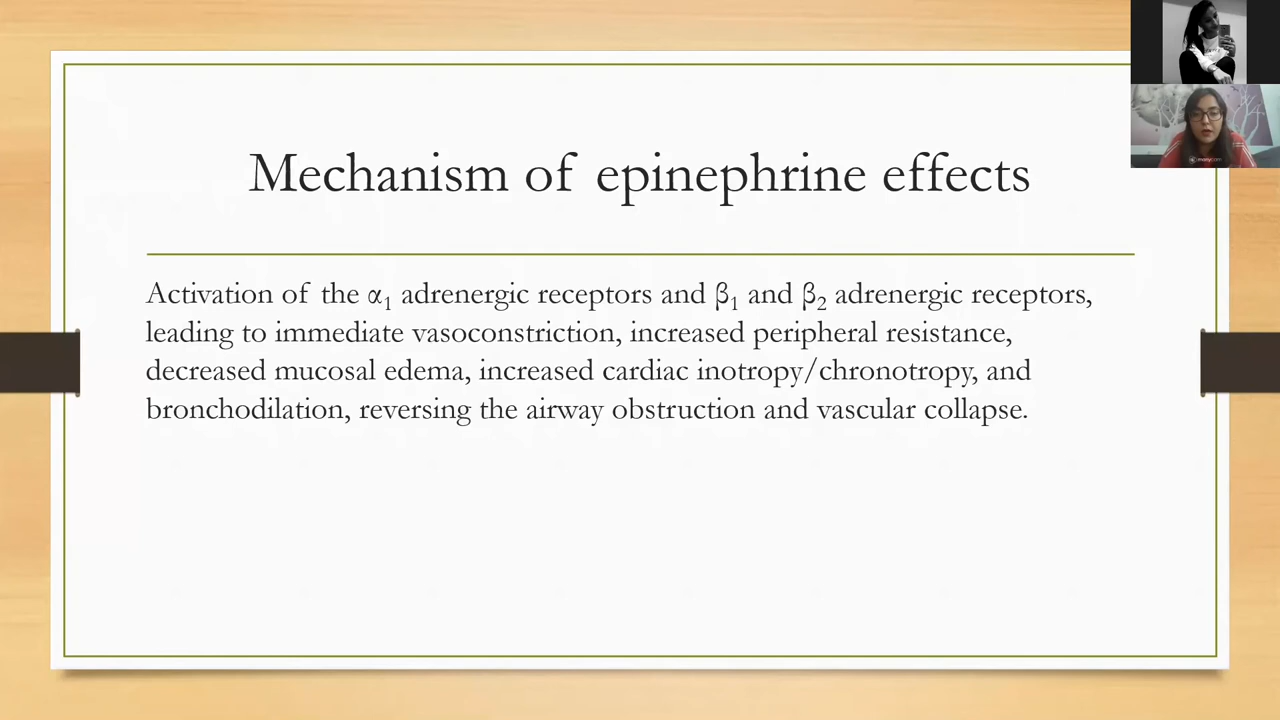 Mechanism of epinephrine effects
Activation of the α₁ adrenergic receptors and β₁ and β₂ adrenergic receptors,
leading to immediate vasoconstriction, increased peripheral resistance,
decreased mucosal edema, increased cardiac inotropy/chronotropy, and
bronchodilation, reversing the airway obstruction and vascular collapse.
manycam